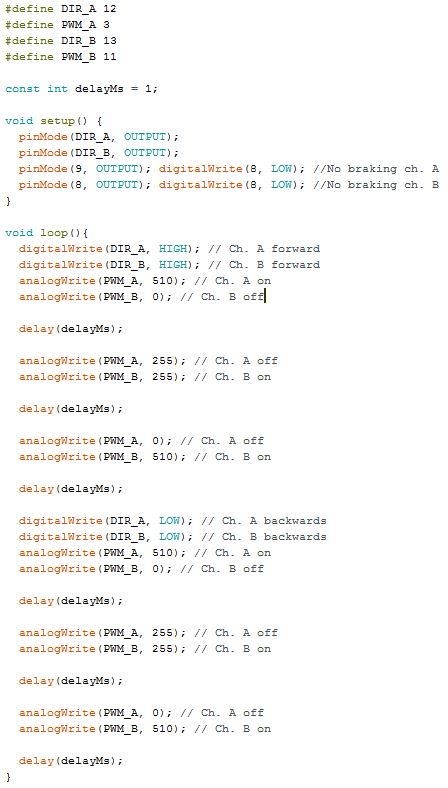 #define DIR_A 12
#define PWM_A 3
#define DIR_B 13
#define PWM_B 11

const int delayMs = 1;

void setup() {
  pinMode(DIR_A, OUTPUT);
  pinMode(DIR_B, OUTPUT);
  pinMode(9, OUTPUT); digitalWrite(8, LOW); //No braking ch. A
  pinMode(8, OUTPUT); digitalWrite(8, LOW); //No braking ch. B
}

void loop(){
  digitalWrite(DIR_A, HIGH); // Ch. A forward
  digitalWrite(DIR_B, HIGH); // Ch. B forward
  analogWrite(PWM_A, 510); // Ch. A on
  analogWrite(PWM_B, 0); // Ch. B off

  delay(delayMs);

  analogWrite(PWM_A, 255); // Ch. A off
  analogWrite(PWM_B, 255); // Ch. B on

  delay(delayMs);

  analogWrite(PWM_A, 0); // Ch. A off
  analogWrite(PWM_B, 510); // Ch. B on

  delay(delayMs);

  digitalWrite(DIR_A, LOW); // Ch. A backwards
  digitalWrite(DIR_B, LOW); // Ch. B backwards
  analogWrite(PWM_A, 510); // Ch. A on
  analogWrite(PWM_B, 0); // Ch. B off

  delay(delayMs);

  analogWrite(PWM_A, 255); // Ch. A off
  analogWrite(PWM_B, 255); // Ch. B on

  delay(delayMs);

  analogWrite(PWM_A, 0); // Ch. A off
  analogWrite(PWM_B, 510); // Ch. B on

  delay(delayMs);
}